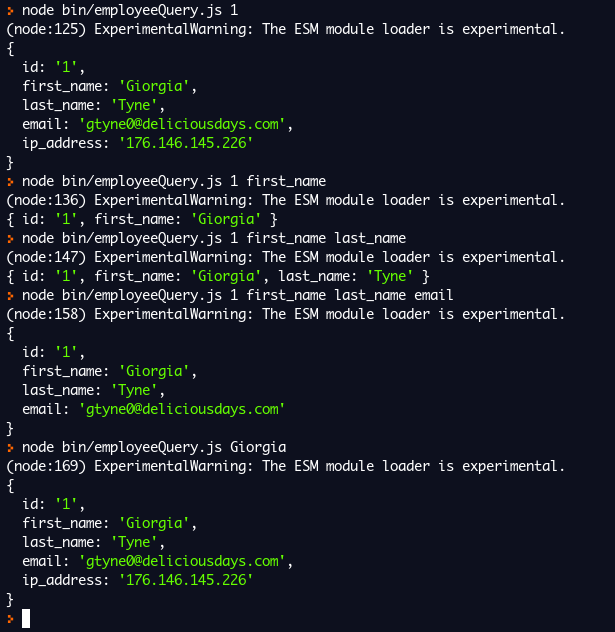 > node bin/employeeQuery.js 1
(node:125) ExperimentalWarning: The ESM module loader is experimental.
{
  id: '1',
  first_name: 'Giorgia',
  last_name: 'Tyne',
  email: 'gtyne0@deliciousdays.com',
  ip_address: '176.146.145.226'
}
> node bin/employeeQuery.js 1 first_name
(node:136) ExperimentalWarning: The ESM module loader is experimental.
{ id: '1', first_name: 'Giorgia' }
> node bin/employeeQuery.js 1 first_name last_name
(node:147) ExperimentalWarning: The ESM module loader is experimental.
{ id: '1', first_name: 'Giorgia', last_name: 'Tyne' }
> node bin/employeeQuery.js 1 first_name last_name email
(node:158) ExperimentalWarning: The ESM module loader is experimental.
{
  id: '1',
  first_name: 'Giorgia',
  last_name: 'Tyne',
  email: 'gtyne0@deliciousdays.com'
}
> node bin/employeeQuery.js Giorgia
(node:169) ExperimentalWarning: The ESM module loader is experimental.
{
  id: '1',
  first_name: 'Giorgia',
  last_name: 'Tyne',
  email: 'gtyne0@deliciousdays.com',
  ip_address: '176.146.145.226'
}
>